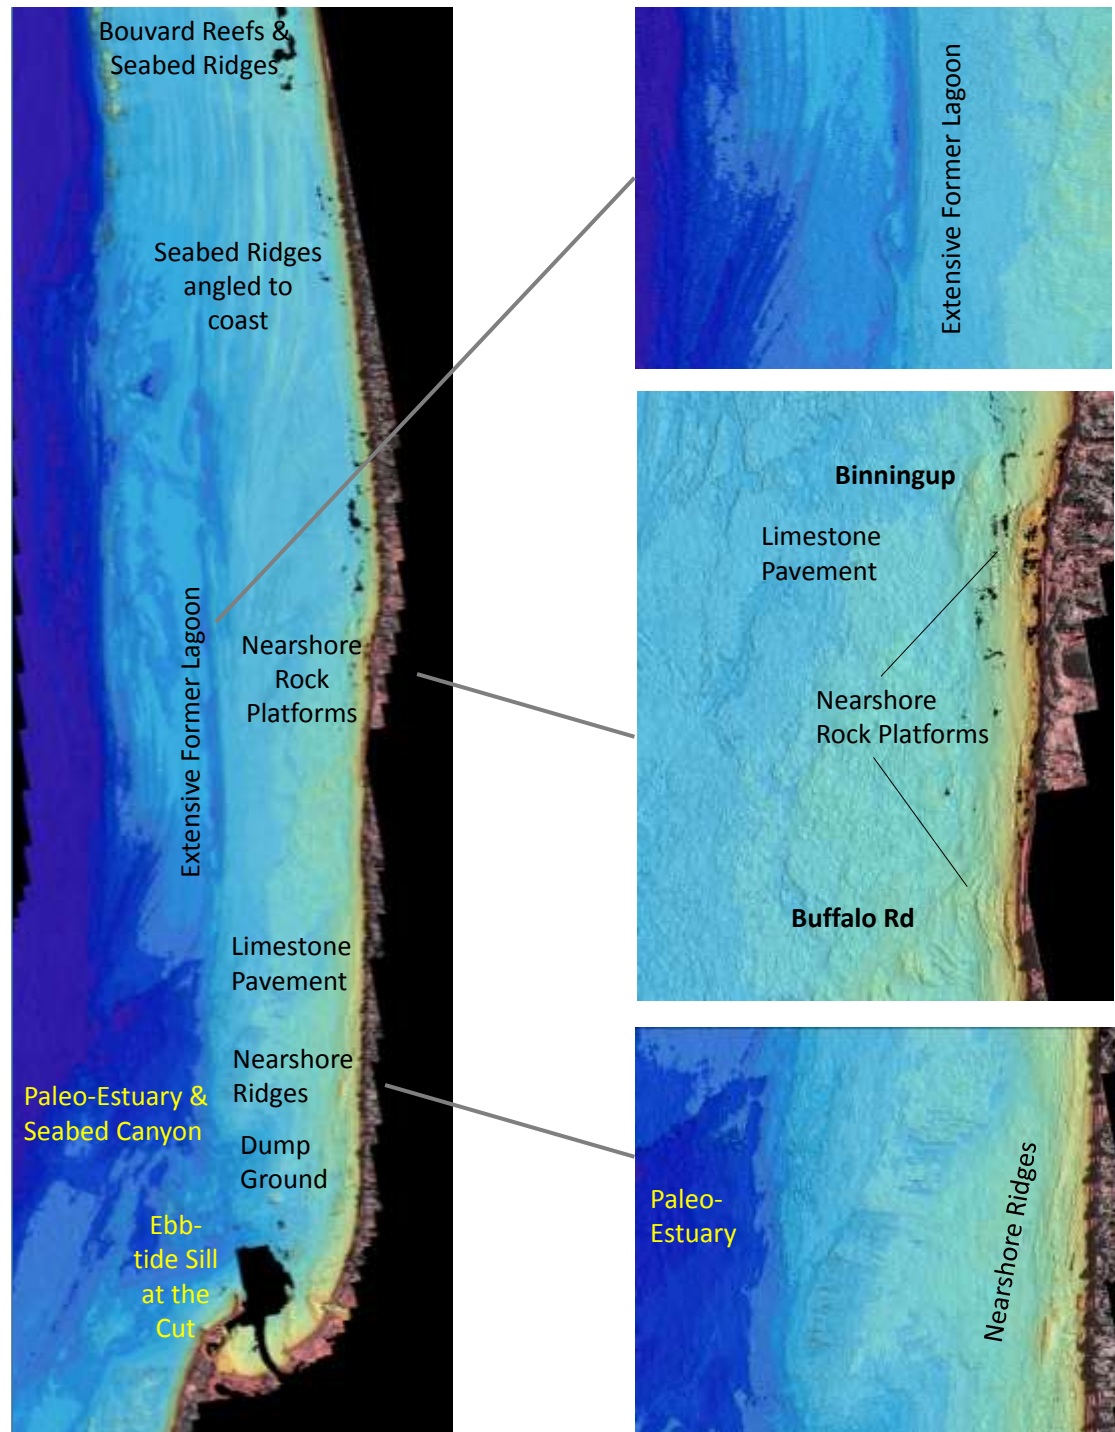 Bouvard Reefs &
Seabed Ridges
Seabed Ridges
angled to
coast
Extensive Former Lagoon
Nearshore
Rock
Platforms
Limestone
Pavement
Nearshore
Ridges
Paleo-Estuary &
Seabed Canyon
Dump
Ground
Ebb-
tide Sill
at the
Cut
Extensive Former Lagoon
Binningup
Limestone
Pavement
Nearshore
Rock Platforms
Buffalo Rd
Paleo-
Estuary
Nearshore Ridges